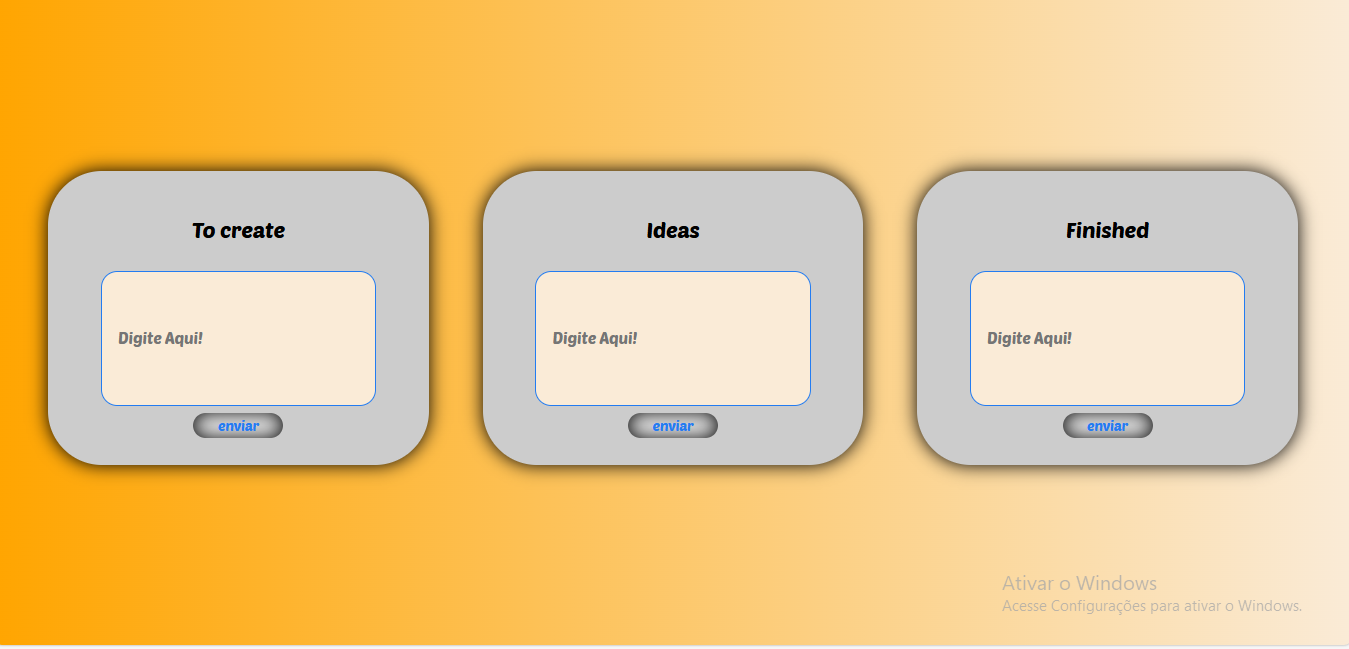 To create
Digite Aqui!
enviar
Ideas
Digite Aqui!
enviar
Finished
Digite Aqui!
enviar
Ativar o Windows
Acesse Configurações para ativar o Windows.